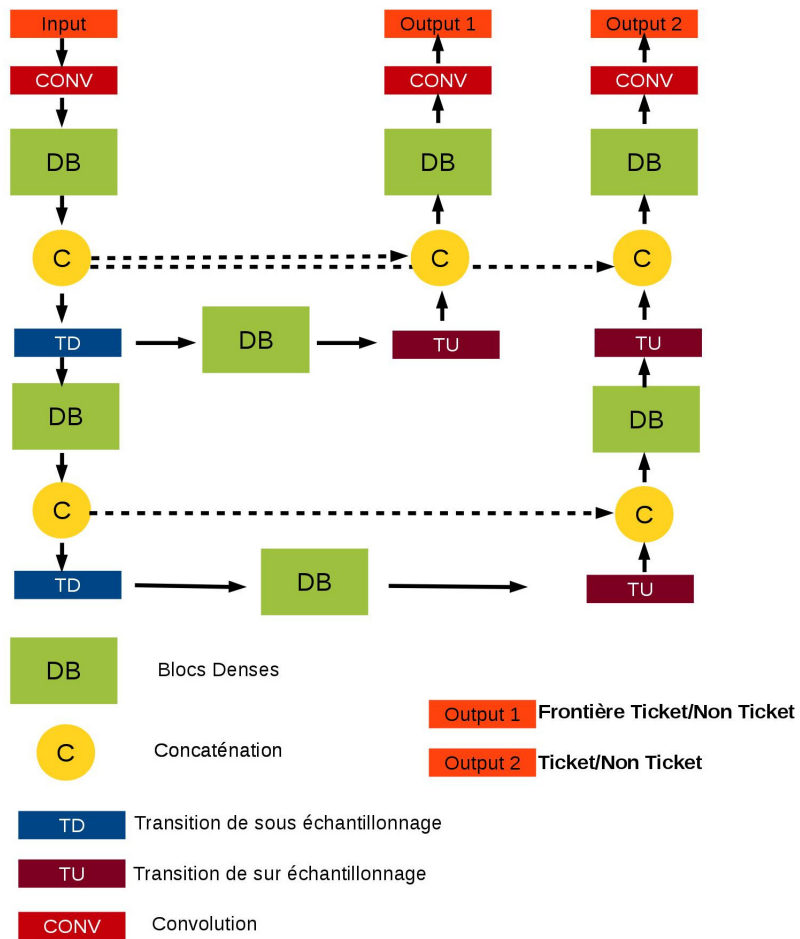 Input
Output 1
Output 2
CONV
CONV
CONV
DB
DB
DB
C
C
C
TD
DB
TU
TU
DB
DB
C
C
TD
DB
TU
DB
Blocs Denses
Output 1
Frontière Ticket/Non Ticket
C
Concaténation
Output 2
Ticket/Non Ticket
TD
Transition de sous échantillonnage
TU
Transition de sur échantillonnage
CONV
Convolution